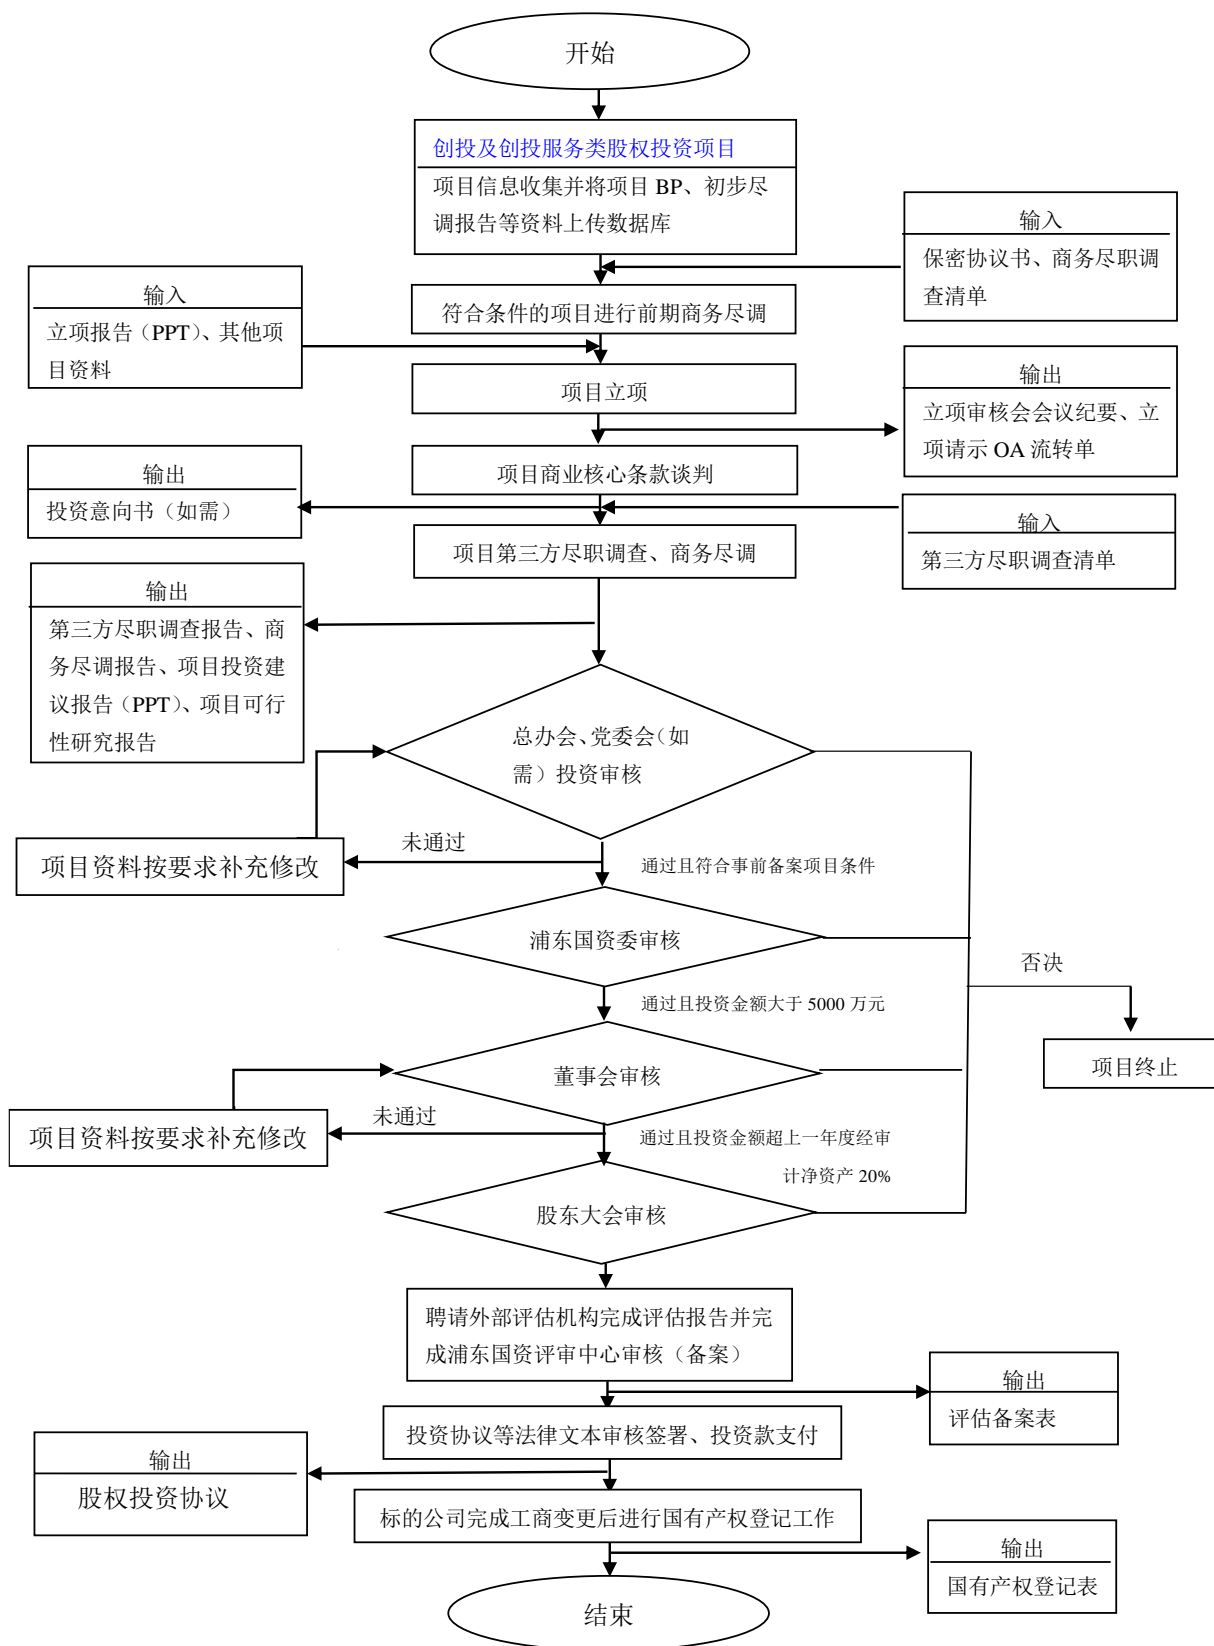 开始
创投及创投服务类股权投资项目
项目信息收集并将项目 BP、初步尽
调报告等资料上传数据库
输入
保密协议书、商务尽职调
查清单
输入
立项报告（PPT）、其他项
目资料
符合条件的项目进行前期商务尽调
项目立项
输出
立项审核会会议纪要、立
项请示 OA 流转单
输出
投资意向书（如需）
项目商业核心条款谈判
输入
第三方尽职调查清单
项目第三方尽职调查、商务尽调
输出
第三方尽职调查报告、商
务尽调报告、项目投资建
议报告（PPT）、项目可行
性研究报告
总办会、党委会（如
需）投资审核
未通过
项目资料按要求补充修改
通过且符合事前备案项目条件
浦东国资委审核
否决
通过且投资金额大于 5000 万元
项目终止
董事会审核
未通过
项目资料按要求补充修改
通过且投资金额超上一年度经审
计净资产 20%
股东大会审核
聘请外部评估机构完成评估报告并完
成浦东国资评审中心审核（备案）
输出
评估备案表
投资协议等法律文本审核签署、投资款支付
输出
股权投资协议
标的公司完成工商变更后进行国有产权登记工作
输出
国有产权登记表
结束